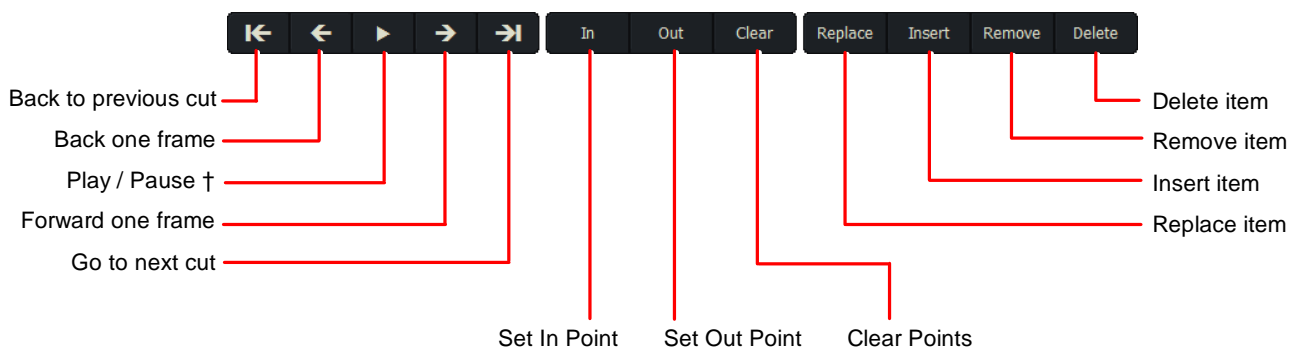 In Out Clear Replace Insert Remove Delete
Back to previous cut
Delete item
Back one frame
Remove item
Play / Pause †
Insert item
Forward one frame
Replace item
Go to next cut
Set In Point Set Out Point Clear Points